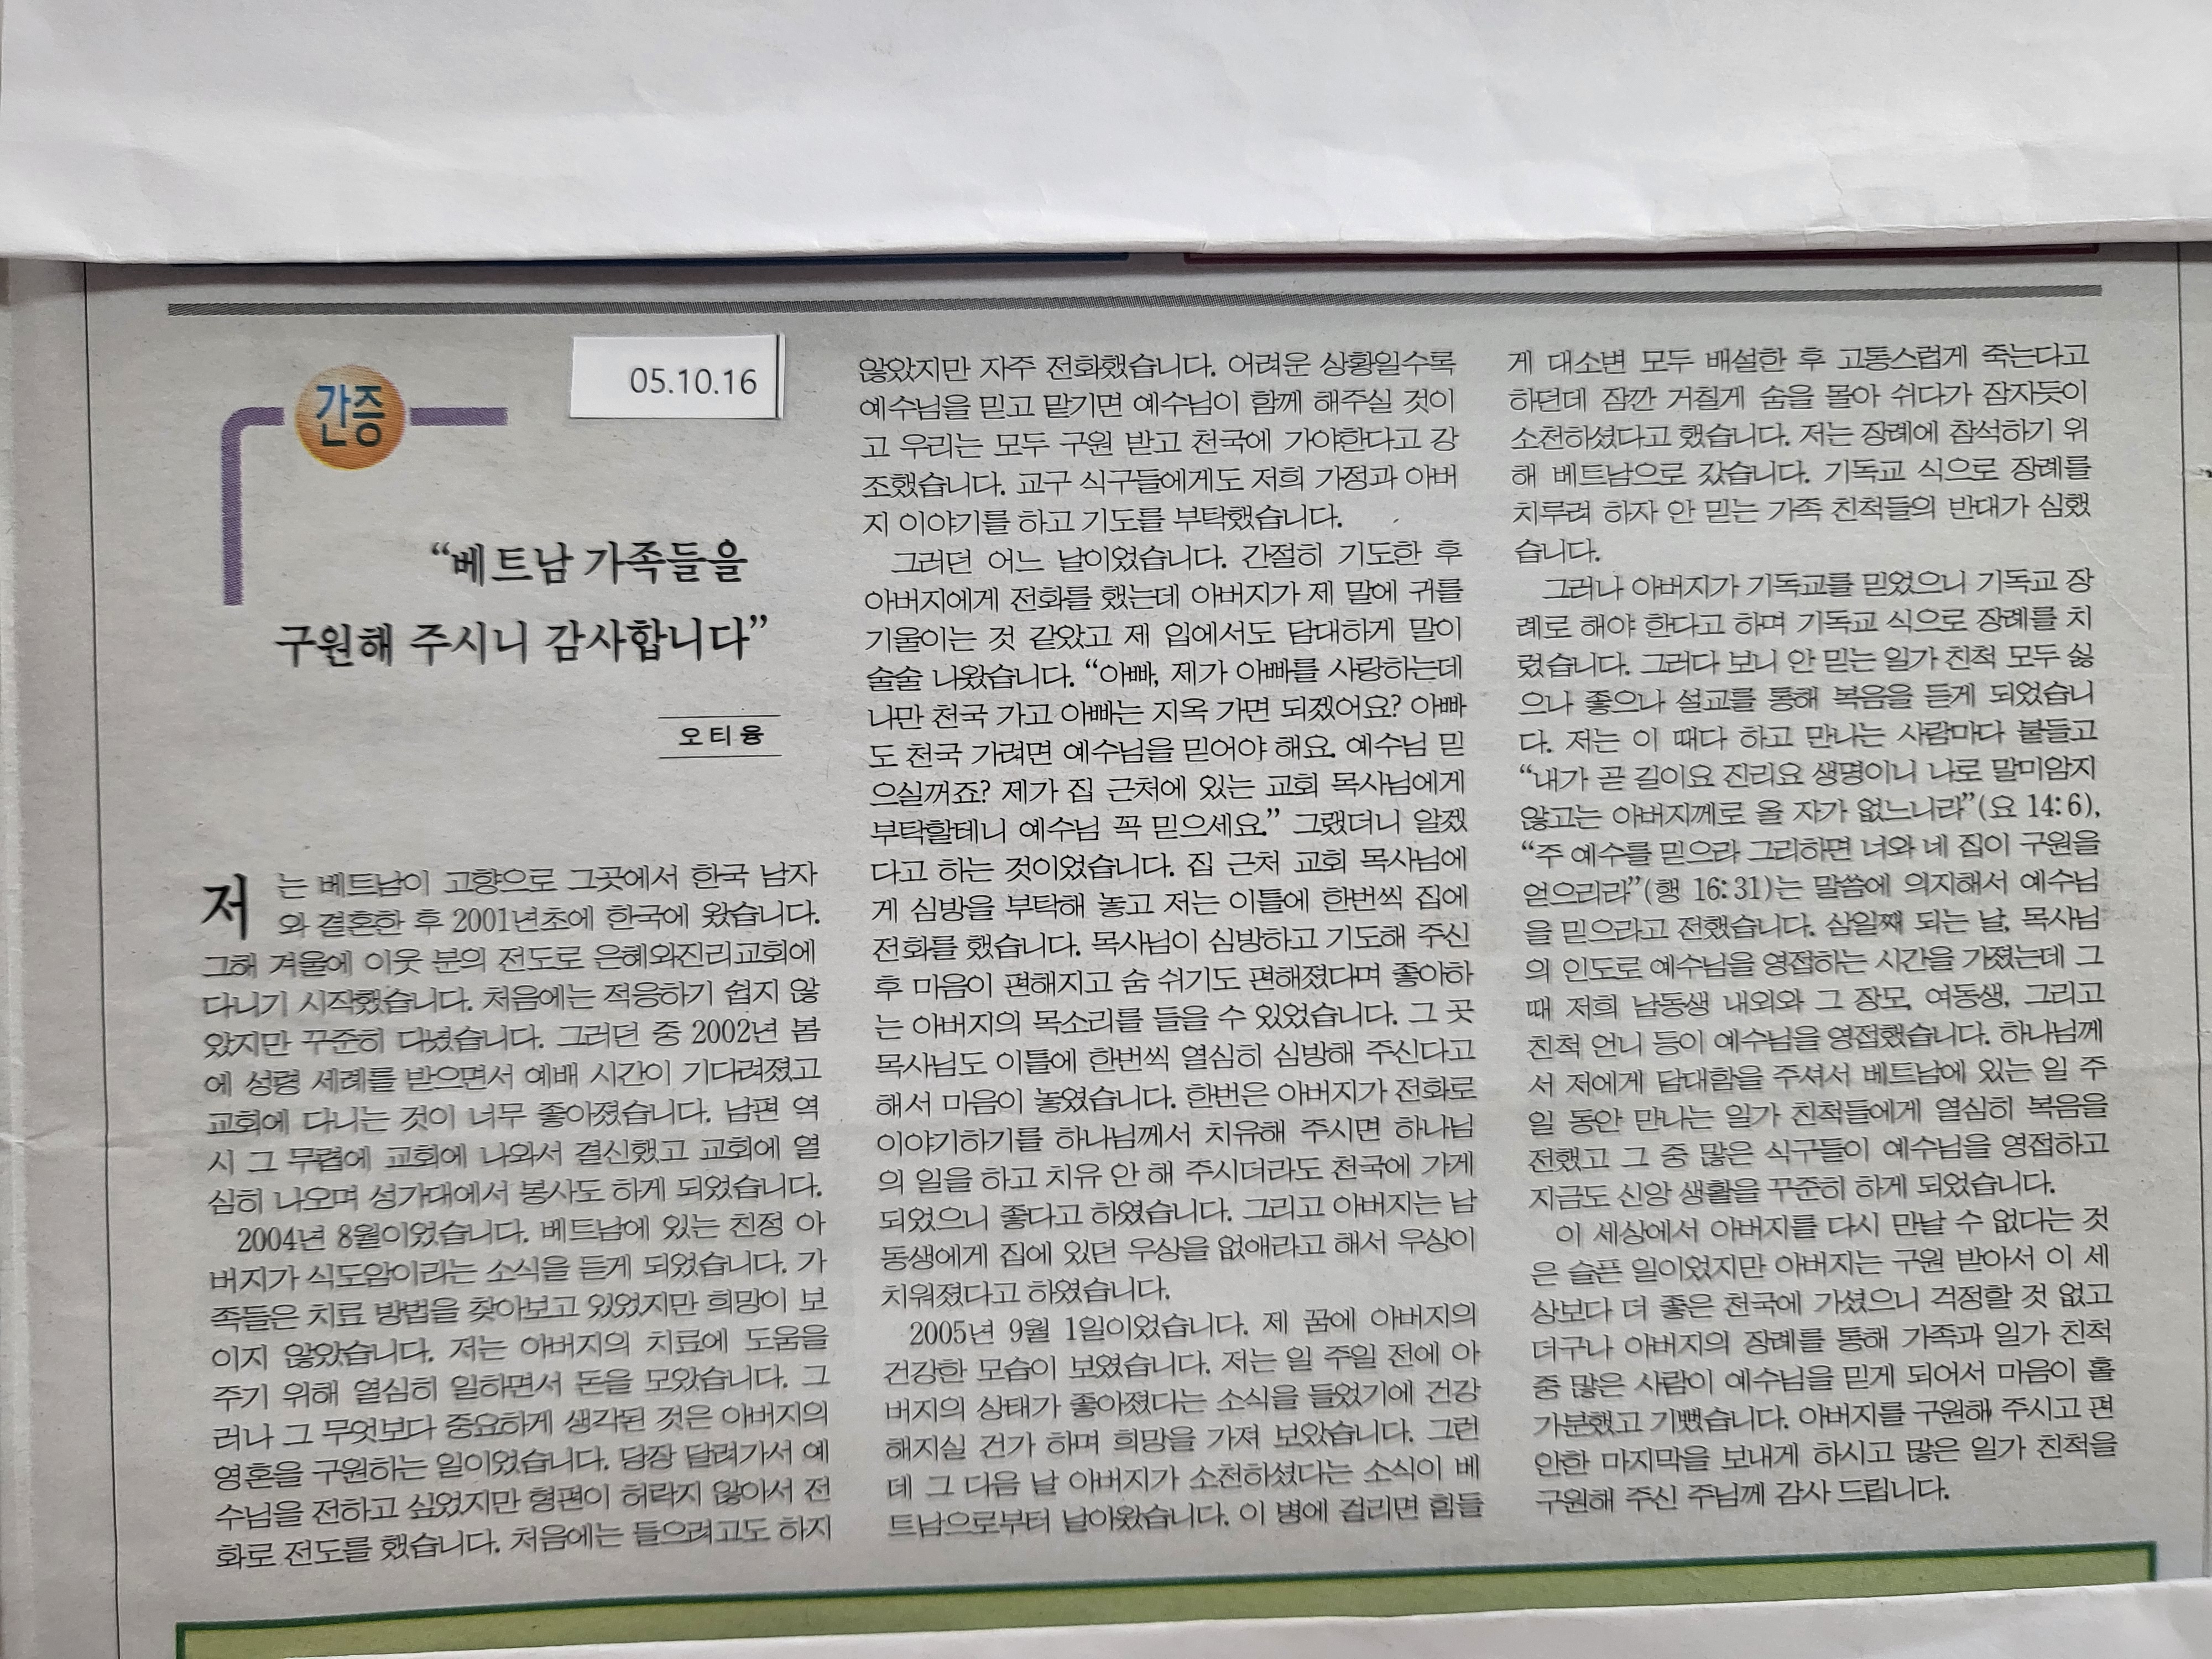 간증
05.10.16
“베트남 가족들을
구원해 주시니 감사합니다”
오티융
저는 베트남이 고향으로 그곳에서 한국 남자
와 결혼한 후 2001년초에 한국에 왔습니다.
그해 겨울에 이웃 분의 전도로 은혜와진리교회에
다니기 시작했습니다. 처음에는 적응하기 쉽지 않
았지만 꾸준히 다녔습니다. 그러던 중 2002년 봄
에 성령 세례를 받으면서 예배 시간이 기다려졌고
교회에 다니는 것이 너무 좋아졌습니다. 남편 역
시 그 무렵에 교회에 나와서 결신했고 교회에 열
심히 나오며 성가대에서 봉사도 하게 되었습니다.
2004년 8월이었습니다. 베트남에 있는 친정 아
버지가 식도암이라는 소식을 듣게 되었습니다. 가
족들은 치료 방법을 찾아보고 있었지만 희망이 보
이지 않았습니다. 저는 아버지의 치료에 도움을
주기 위해 열심히 일하면서 돈을 모았습니다. 그
러나 그 무엇보다 중요하게 생각된 것은 아버지의
영혼을 구원하는 일이었습니다. 당장 달려가서 예
수님을 전하고 싶었지만 형편이 허락지 않아서 전
화로 전도를 했습니다. 처음에는 들으려고도 하지
않았지만 자주 전화했습니다. 어려운 상황일수록
예수님을 믿고 맡기면 예수님이 함께 해주실 것이
고 우리는 모두 구원 받고 천국에 가야한다고 강
조했습니다. 교구 식구들에게도 저희 가정과 아버
지 이야기를 하고 기도를 부탁했습니다.
그러던 어느 날이었습니다. 간절히 기도한 후
아버지에게 전화를 했는데 아버지가 제 말에 귀를
기울이는 것 같았고 제 입에서도 담대하게 말이
술술 나왔습니다. “아빠, 제가 아빠를 사랑하는데
나만 천국 가고 아빠는 지옥 가면 되겠어요? 아빠
도 천국 가려면 예수님을 믿어야 해요. 예수님 믿
으실꺼죠? 제가 집 근처에 있는 교회 목사님에게
부탁할테니 예수님 꼭 믿으세요.” 그랬더니 알겠
다고 하는 것이었습니다. 집 근처 교회 목사님에
게 심방을 부탁해 놓고 저는 이틀에 한번씩 집에
전화를 했습니다. 목사님이 심방하고 기도해 주신
후 마음이 편해지고 숨 쉬기도 편해졌다며 좋아하
는 아버지의 목소리를 들을 수 있었습니다. 그 곳
목사님도 이틀에 한번씩 열심히 심방해 주신다고
해서 마음이 놓였습니다. 한번은 아버지가 전화로
이야기하기를 하나님께서 치유해 주시면 하나님
의 일을 하고 치유 안 해 주시더라도 천국에 가게
되었으니 좋다고 하였습니다. 그리고 아버지는 남
동생에게 집에 있던 우상을 없애라고 해서 우상이
치워졌다고 하였습니다.
2005년 9월 1일이었습니다. 제 꿈에 아버지의
건강한 모습이 보였습니다. 저는 일 주일 전에 아
버지의 상태가 좋아졌다는 소식을 들었기에 건강
해지실 건가 하며 희망을 가져 보았습니다. 그런
데 그 다음 날 아버지가 소천하셨다는 소식이 베
트남으로부터 날아왔습니다. 이 병에 걸리면 힘들
게 대소변 모두 배설한 후 고통스럽게 죽는다고
하던데 잠깐 거칠게 숨을 몰아 쉬다가 잠자듯이
소천하셨다고 했습니다. 저는 장례에 참석하기 위
해 베트남으로 갔습니다. 기독교 식으로 장례를
치루려 하자 안 믿는 가족 친척들의 반대가 심했
습니다.
그러나 아버지가 기독교를 믿었으니 기독교 장
례로 해야 한다고 하며 기독교 식으로 장례를 치
렀습니다. 그러다 보니 안 믿는 일가 친척 모두 싫
으나 좋으나 설교를 통해 복음을 듣게 되었습니
다. 저는 이 때다 하고 만나는 사람마다 붙들고
“내가 곧 길이요 진리요 생명이니 나로 말미암지
않고는 아버지께로 올 자가 없느니라”(요 14:6),
“주 예수를 믿으라 그리하면 너와 네 집이 구원을
얻으리라”(행 16:31)는 말씀에 의지해서 예수님
을 믿으라고 전했습니다. 삼일째 되는 날, 목사님
의 인도로 예수님을 영접하는 시간을 가졌는데 그
때 저희 남동생 내외와 그 장모, 여동생, 그리고
친척 언니 등이 예수님을 영접했습니다. 하나님께
서 저에게 담대함을 주셔서 베트남에 있는 일 주
일 동안 만나는 일가 친척들에게 열심히 복음을
전했고 그 중 많은 식구들이 예수님을 영접하고
지금도 신앙 생활을 꾸준히 하게 되었습니다.
이 세상에서 아버지를 다시 만날 수 없다는 것
은 슬픈 일이었지만 아버지는 구원 받아서 이 세
상보다 더 좋은 천국에 가셨으니 걱정할 것 없고
더구나 아버지의 장례를 통해 가족과 일가 친척
중 많은 사람이 예수님을 믿게 되어서 마음이 홀
가분했고 기뻤습니다. 아버지를 구원해 주시고 편
안한 마지막을 보내게 하시고 많은 일가 친척을
구원해 주신 주님께 감사 드립니다.